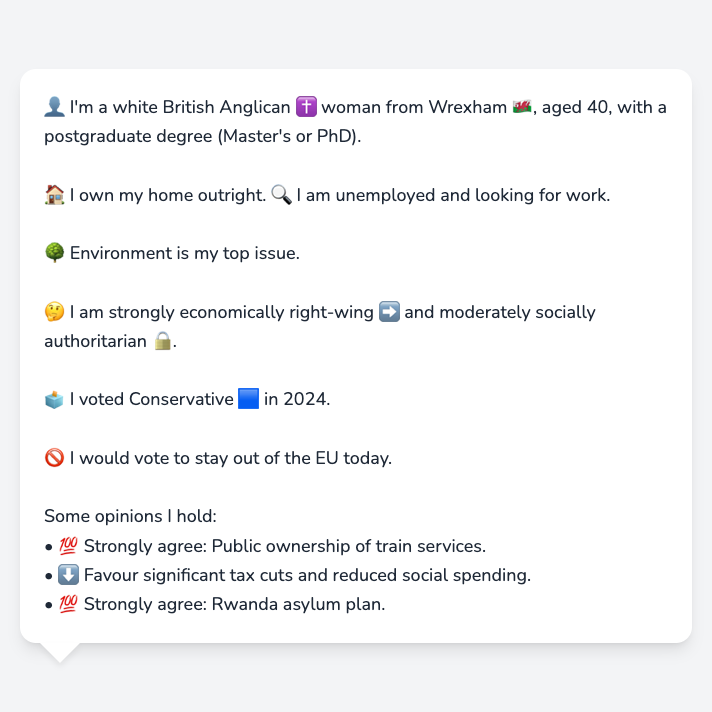 👤 I'm a white British Anglican ✝️ woman from Wrexham 🏴󠁧󠁢󠁷󠁬󠁳󠁿, aged 40, with a
postgraduate degree (Master's or PhD).
🏠 I own my home outright. 🔍 I am unemployed and looking for work.
🌳 Environment is my top issue.
🤔 I am strongly economically right-wing ➡️ and moderately socially
authoritarian 🔒.
🗳️ I voted Conservative 🟦 in 2024.
🚫 I would vote to stay out of the EU today.
Some opinions I hold:
• 💯 Strongly agree: Public ownership of train services.
• ⬇️ Favour significant tax cuts and reduced social spending.
• 💯 Strongly agree: Rwanda asylum plan.